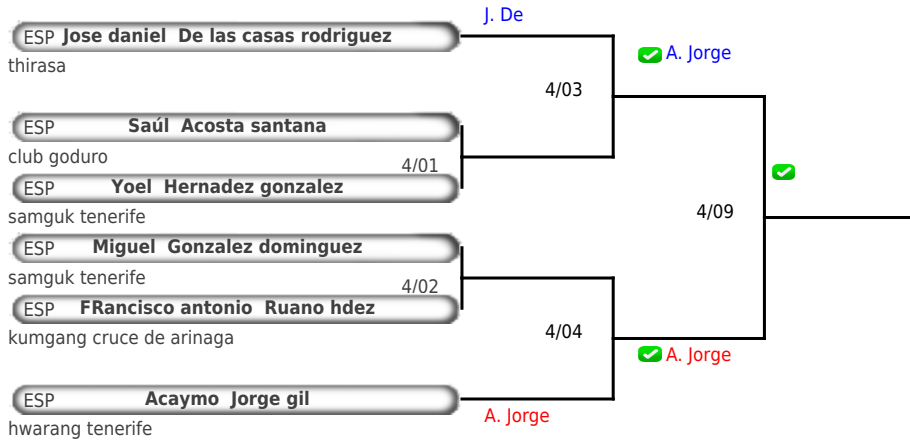 J. De
ESP Jose daniel De las casas rodriguez
thirasa
A. Jorge
4/03
ESP Saúl Acosta santana
club goduro
4/01
ESP Yoel Hernadez gonzalez
samguk tenerife
4/09
ESP Miguel Gonzalez dominguez
samguk tenerife
4/02
ESP FRancisco antonio Ruano hdez
kumgang cruce de arinaga
4/04
A. Jorge
ESP Acaymo Jorge gil
A. Jorge
hwarang tenerife